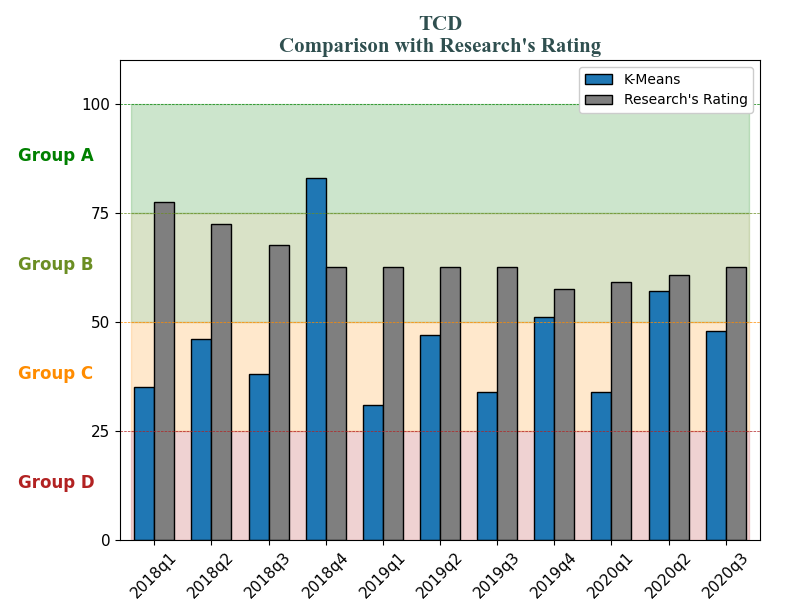 TCD
Comparison with Research's Rating
K-Means
Research's Rating
100
Group A
75
Group B
50
Group C
25
Group D
0
2018q1
2018q2
2018q3
2018q4
2019q1
2019q2
2019q3
2019q4
2020q1
2020q2
2020q3